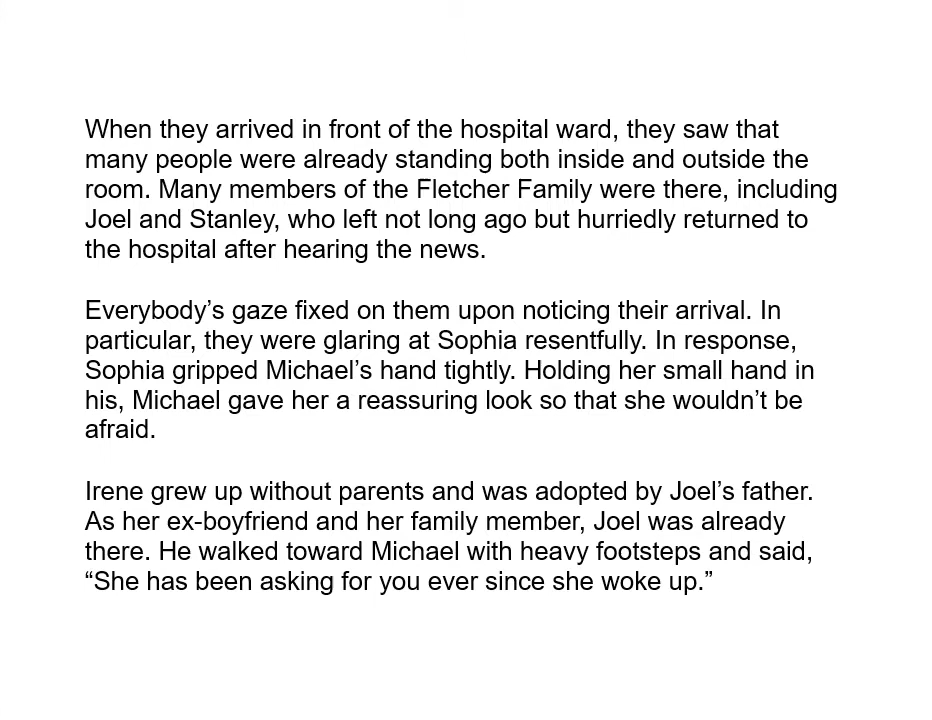 When they arrived in front of the hospital ward, they saw that
many people were already standing both inside and outside the
room. Many members of the Fletcher Family were there, including
Joel and Stanley, who left not long ago but hurriedly returned to
the hospital after hearing the news.
Everybody’s gaze fixed on them upon noticing their arrival. In
particular, they were glaring at Sophia resentfully. In response,
Sophia gripped Michael’s hand tightly. Holding her small hand in
his, Michael gave her a reassuring look so that she wouldn’t be
afraid.
Irene grew up without parents and was adopted by Joel’s father.
As her ex-boyfriend and her family member, Joel was already
there. He walked toward Michael with heavy footsteps and said,
“She has been asking for you ever since she woke up.”